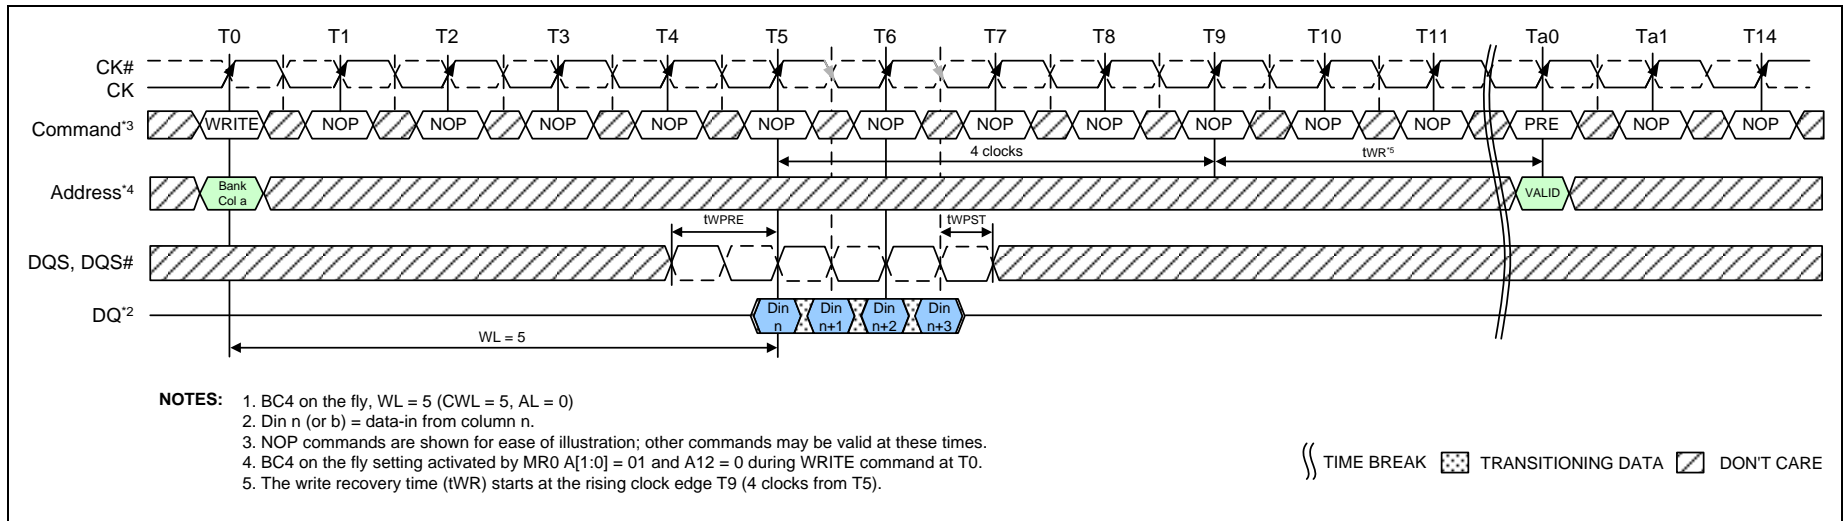 T0 T1 T2 T3 T4 T5 T6 T7 T8 T9 T10 T11 Ta0 Ta1 T14
CK#
CK
Command*3 WRITE NOP NOP NOP NOP NOP NOP NOP NOP NOP NOP NOP PRE NOP NOP
4 clocks tWR*5
Address*4 Bank Col a VALID
tWPRE tWPST
DQS, DQS#
DQ*2 Din n Din n+1 Din n+2 Din n+3
WL = 5
NOTES: 1. BC4 on the fly, WL = 5 (CWL = 5, AL = 0)
2. Din n (or b) = data-in from column n.
3. NOP commands are shown for ease of illustration; other commands may be valid at these times.
4. BC4 on the fly setting activated by MR0 A[1:0] = 01 and A12 = 0 during WRITE command at T0.
5. The write recovery time (tWR) starts at the rising clock edge T9 (4 clocks from T5).
TIME BREAK TRANSITIONING DATA DON'T CARE